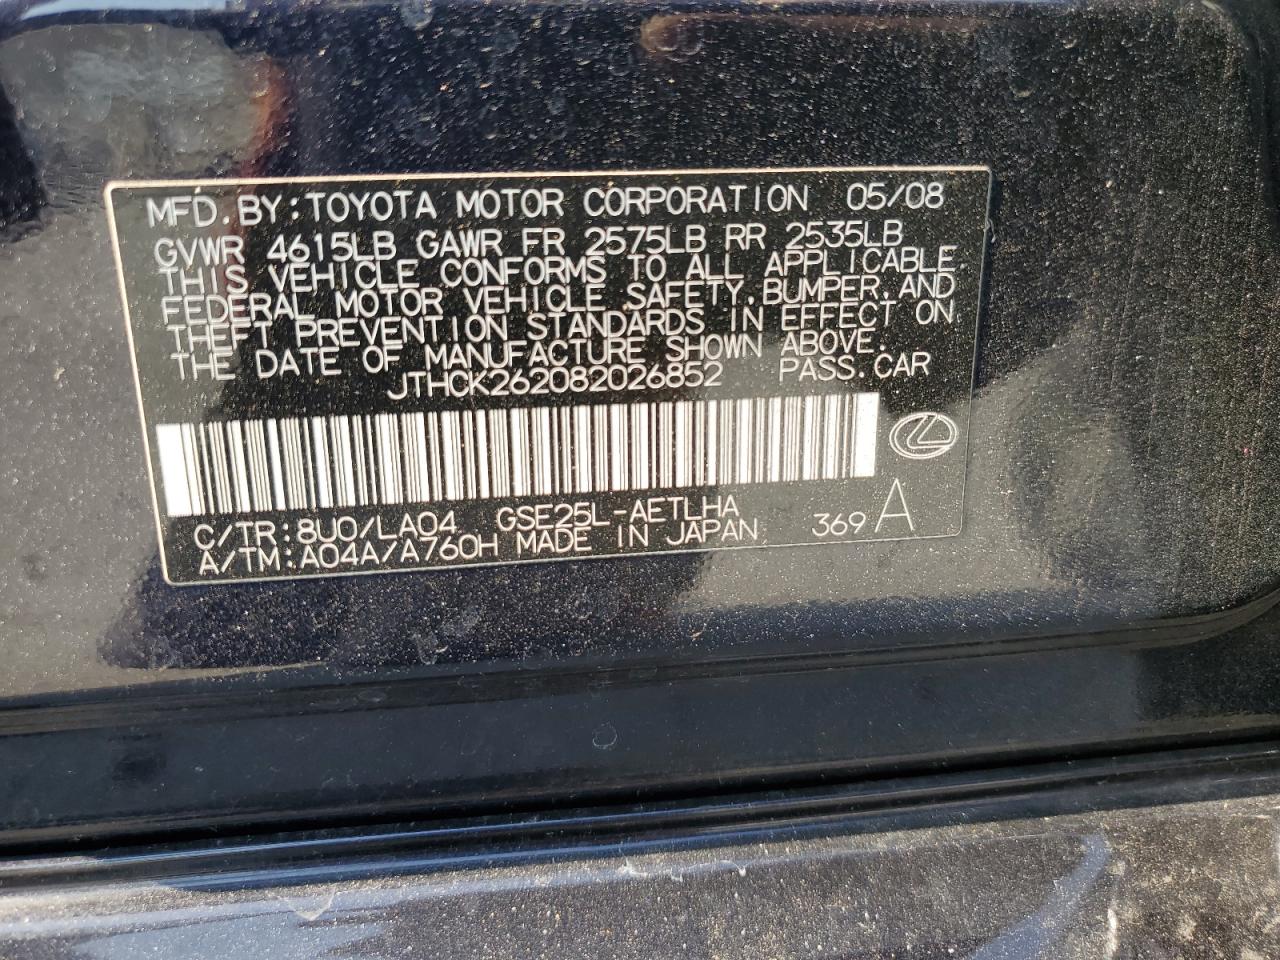 MFD. BY: TOYOTA MOTOR CORPORATION 05/08
GVWR 4615LB GAWR FR 2575LB RR 2535LB
THIS VEHICLE CONFORMS TO ALL APPLICABLE
FEDERAL MOTOR VEHICLE SAFETY, BUMPER, AND
THEFT PREVENTION STANDARDS IN EFFECT ON
THE DATE OF MANUFACTURE SHOWN ABOVE.
JTHCK262082026852 PASS. CAR
C/TR: 8U0/LA04 GSE25L-AETLHA
A/TM: A04A/A760H MADE IN JAPAN 369 A